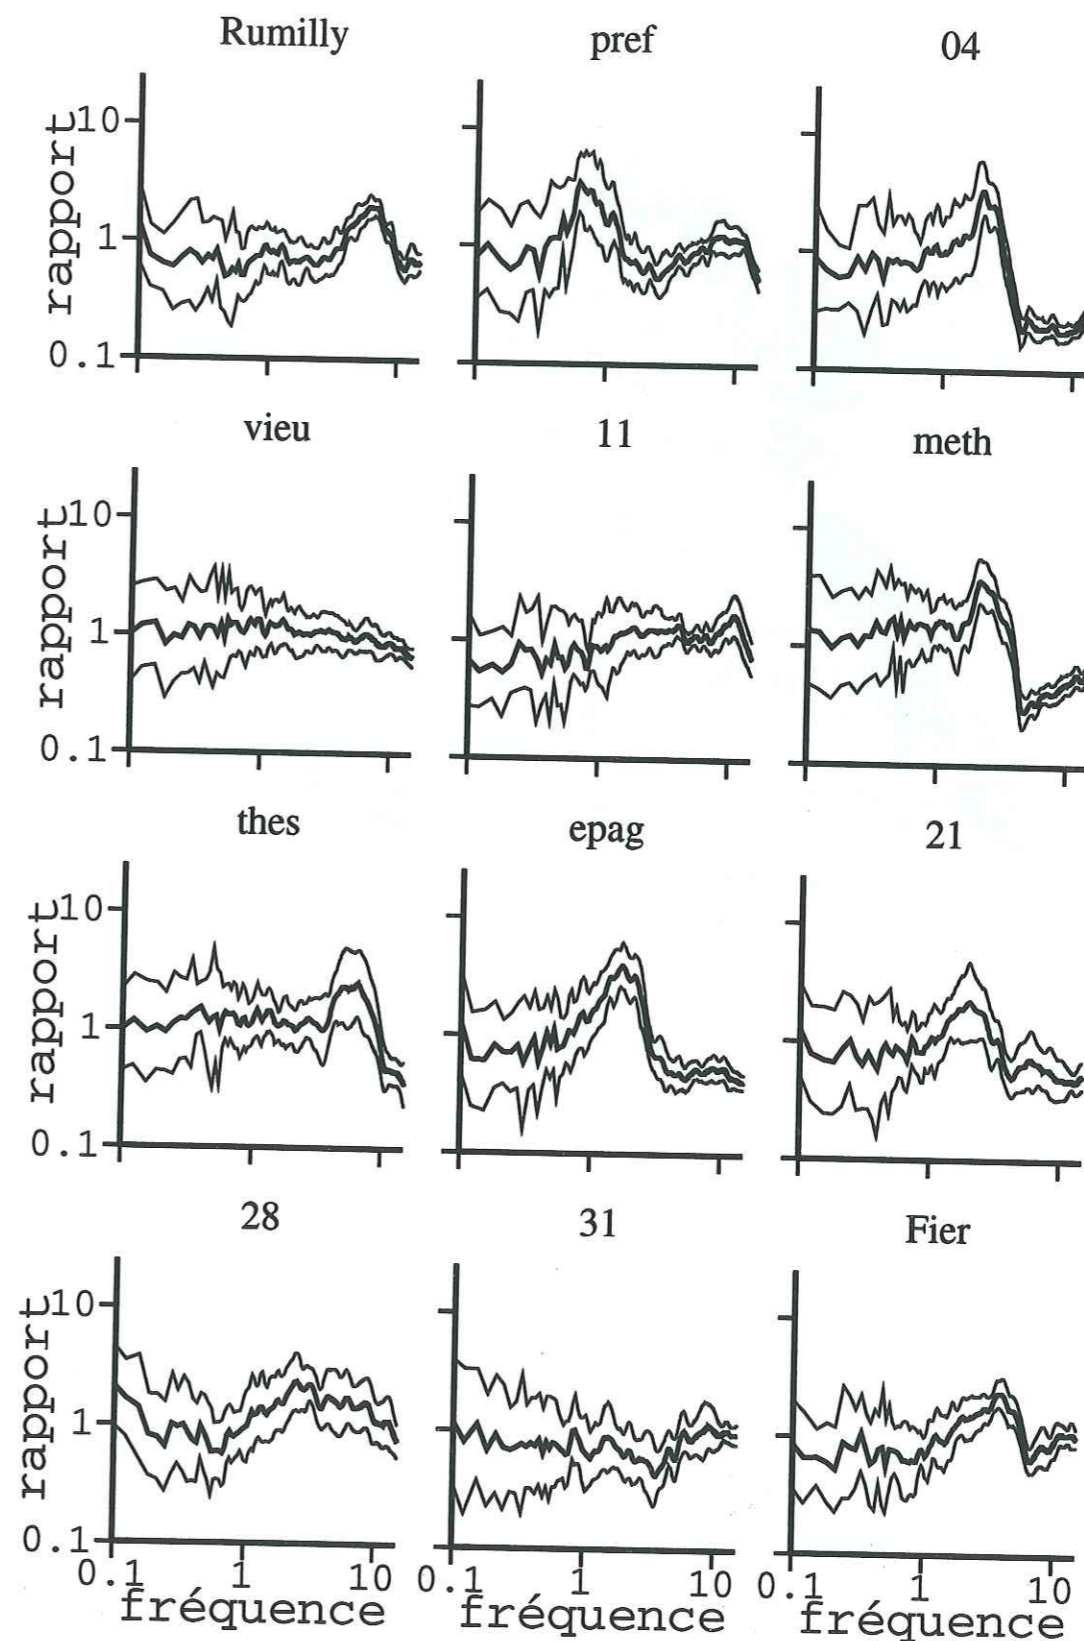 Rumilly pref 04
rapport
10
1
0.1
vieu 11 meth
rapport
10
1
0.1
thes epag 21
rapport
10
1
0.1
28 31 Fier
rapport
10
1
0.1
0.1 1 10 0.1 1 10 0.1 1 10
fréquence fréquence fréquence